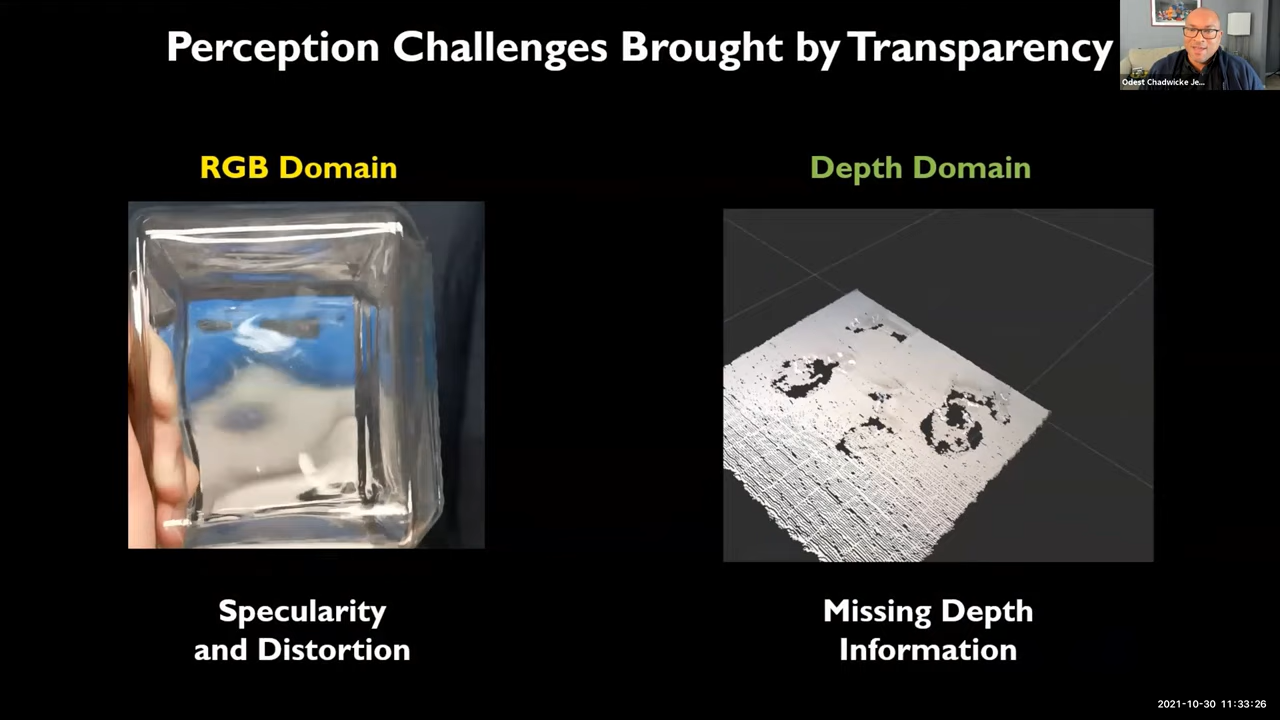 Perception Challenges Brought by Transparency
Odest Chadwicke Je...
RGB Domain
Depth Domain
Specularity
and Distortion
Missing Depth
Information
2021-10-30 11:33:26